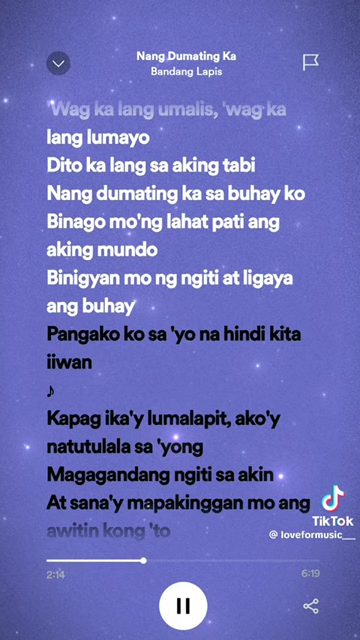 Nang Dumating Ka
Bandang Lapis
'Wag ka lang umalis, 'wag ka
lang lumayo
Dito ka lang sa aking tabi
Nang dumating ka sa buhay ko
Binago mo'ng lahat pati ang
aking mundo
Binigyan mo ng ngiti at ligaya
ang buhay
Pangako ko sa 'yo na hindi kita
iiwan
♪
Kapag ika'y lumalapit, ako'y
natutulala sa 'yong
Magagandang ngiti sa akin
At sana'y mapakinggan mo ang
awitin kong 'to
TikTok
@ loveformusic___
2:14
6:19